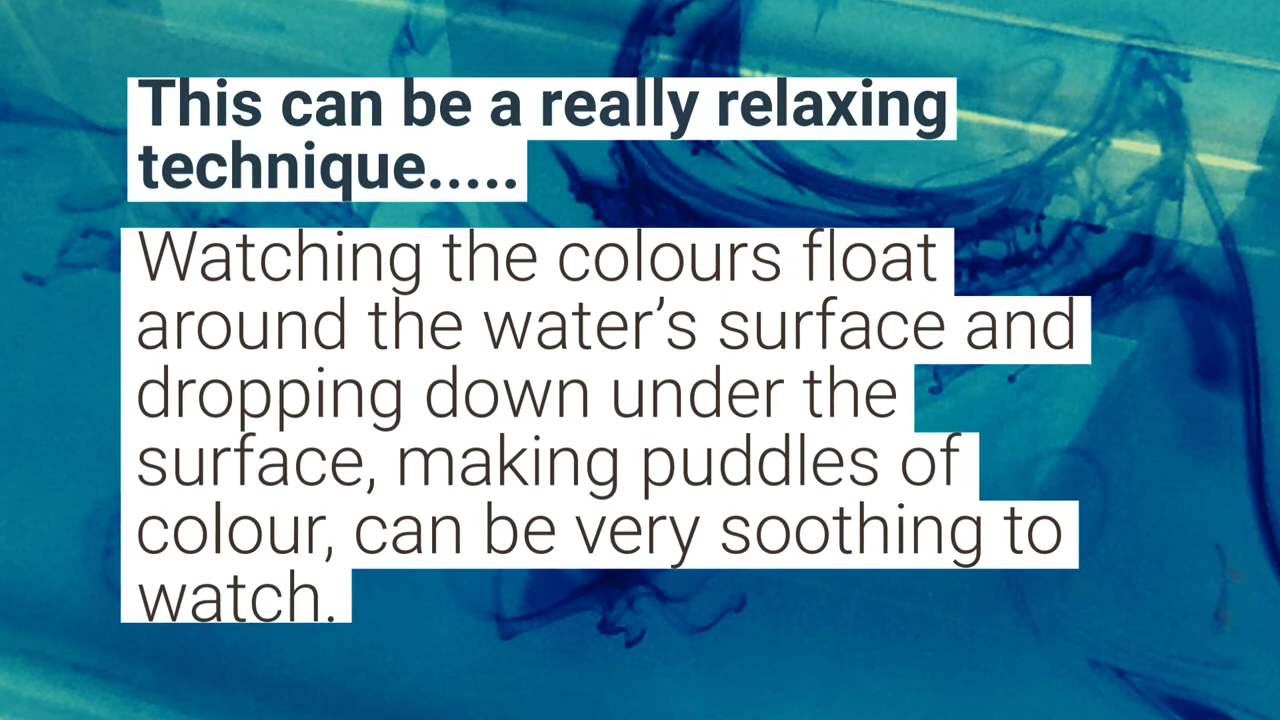 This can be a really relaxing
technique.....
Watching the colours float
around the water’s surface and
dropping down under the
surface, making puddles of
colour, can be very soothing to
watch.